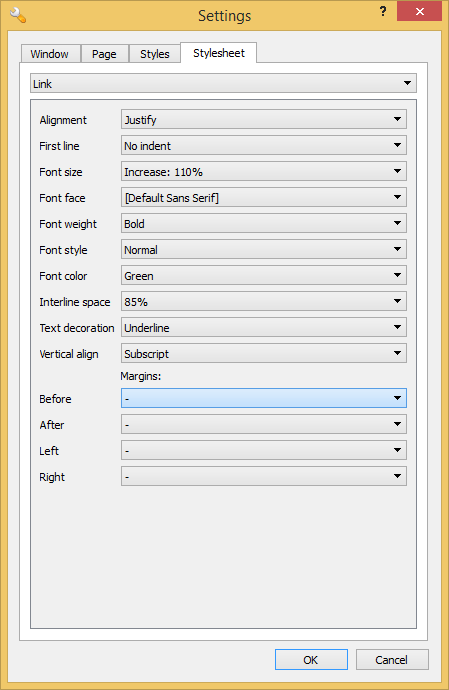 Settings
?
Window Page Styles Stylesheet
Link
Alignment Justify
First line No indent
Font size Increase: 110%
Font face [Default Sans Serif]
Font weight Bold
Font style Normal
Font color Green
Interline space 85%
Text decoration Underline
Vertical align Subscript
Margins:
Before -
After -
Left -
Right -
OK Cancel